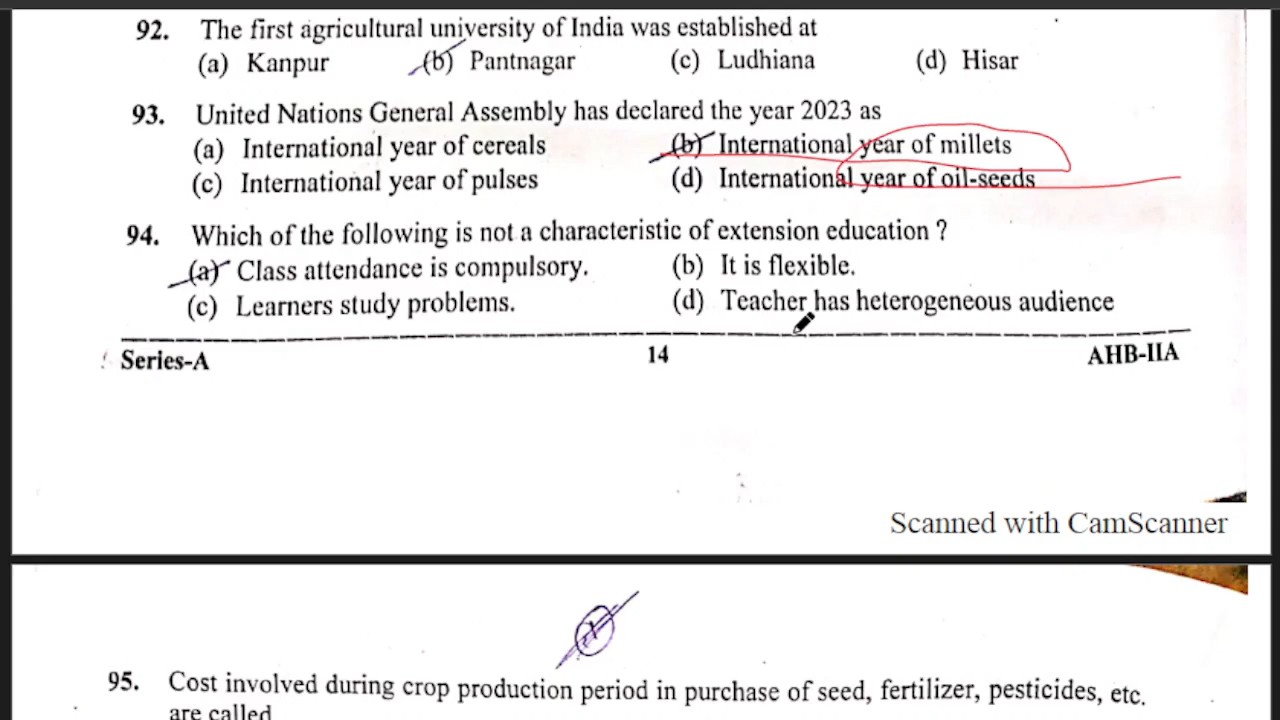 92. The first agricultural university of India was established at
(a) Kanpur (b) Pantnagar (c) Ludhiana (d) Hisar
93. United Nations General Assembly has declared the year 2023 as
(a) International year of cereals (b) International year of millets
(c) International year of pulses (d) International year of oil-seeds
94. Which of the following is not a characteristic of extension education ?
(a) Class attendance is compulsory. (b) It is flexible.
(c) Learners study problems. (d) Teacher has heterogeneous audience
Series-A 14 AHB-IIA
Scanned with CamScanner
95. Cost involved during crop production period in purchase of seed, fertilizer, pesticides, etc.
are called